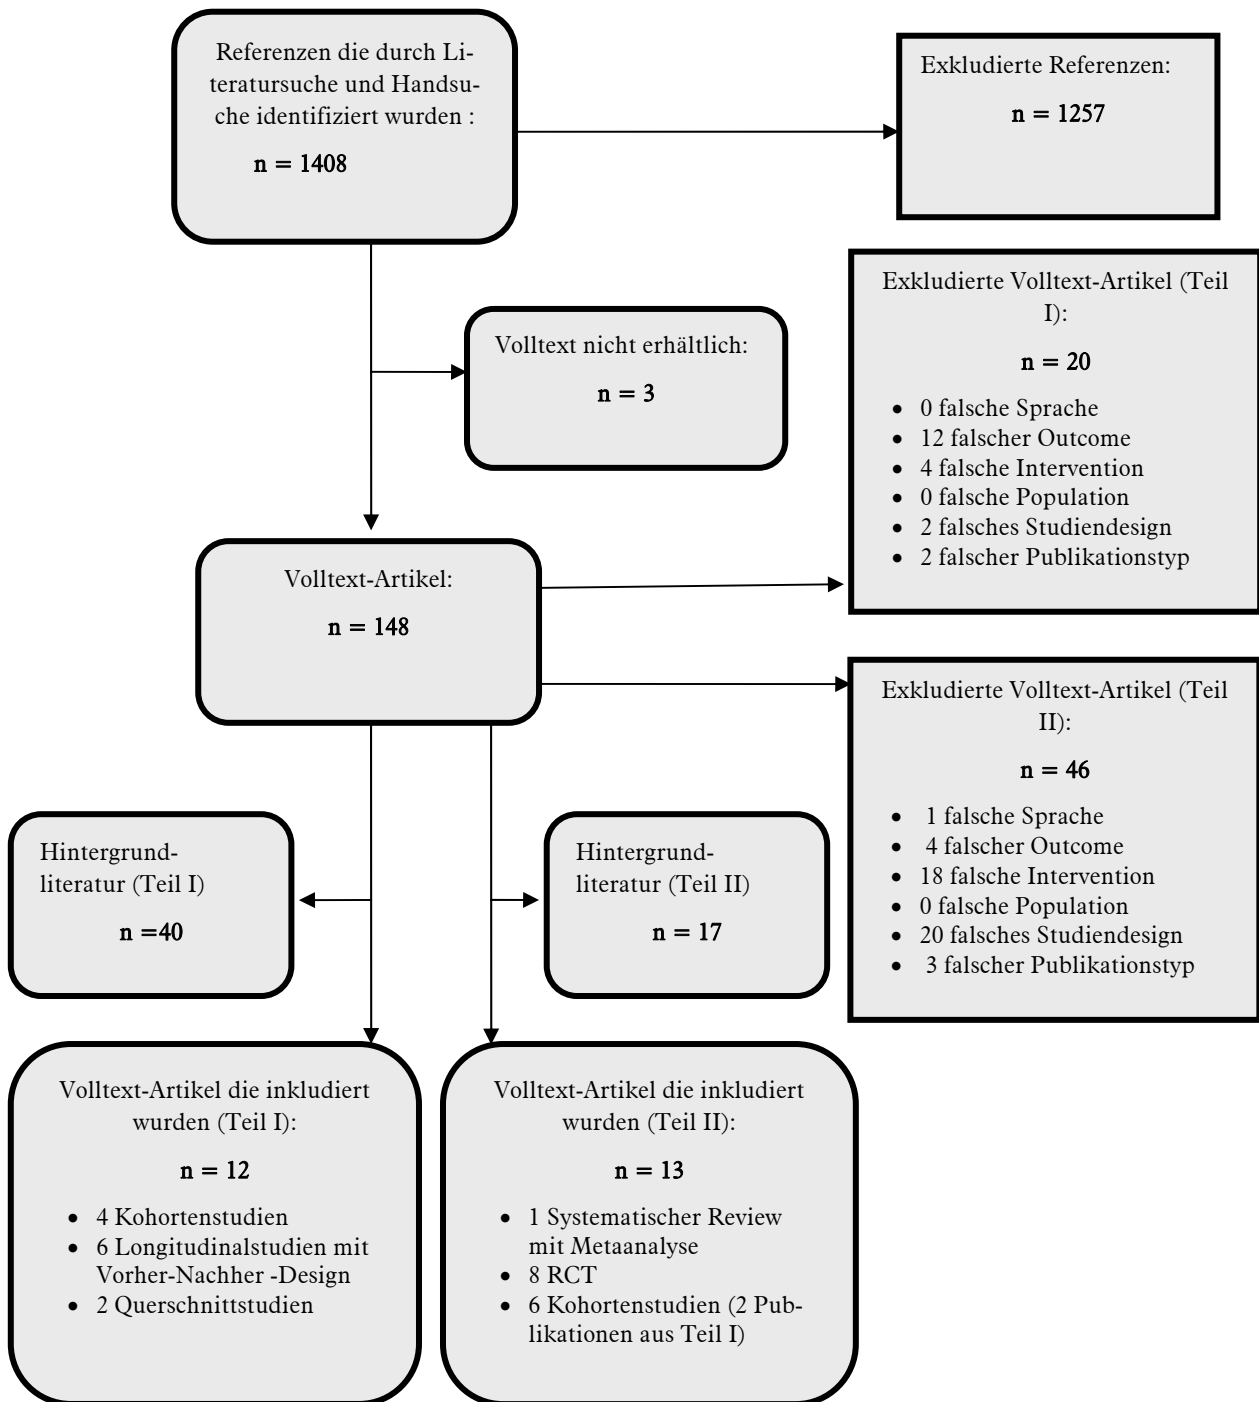 Referenzen die durch Li-
teratursuche und Handsu-
che identifiziert wurden :
n = 1408
Exkludierte Referenzen:
n = 1257
Volltext nicht erhältlich:
n = 3
Exkludierte Volltext-Artikel (Teil
I):
n = 20
• 0 falsche Sprache
• 12 falscher Outcome
• 4 falsche Intervention
• 0 falsche Population
• 2 falsches Studiendesign
• 2 falscher Publikationstyp
Volltext-Artikel:
n = 148
Exkludierte Volltext-Artikel (Teil
II):
n = 46
• 1 falsche Sprache
• 4 falscher Outcome
• 18 falsche Intervention
• 0 falsche Population
• 20 falsches Studiendesign
• 3 falscher Publikationstyp
Hintergrund-
literatur (Teil I)
n =40
Hintergrund-
literatur (Teil II)
n = 17
Volltext-Artikel die inkludiert
wurden (Teil I):
n = 12
• 4 Kohortenstudien
• 6 Longitudinalstudien mit
Vorher-Nachher -Design
• 2 Querschnittstudien
Volltext-Artikel die inkludiert
wurden (Teil II):
n = 13
• 1 Systematischer Review
mit Metaanalyse
• 8 RCT
• 6 Kohortenstudien (2 Pub-
likationen aus Teil I)